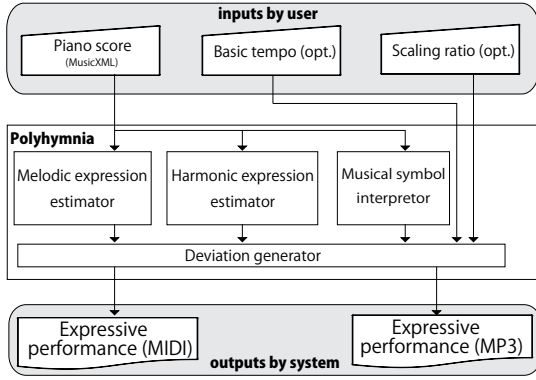 inputs by user
Piano score
(MusicXML)
Basic tempo (opt.)
Scaling ratio (opt.)
Polyhymnia
Melodic expression
estimator
Harmonic expression
estimator
Musical symbol
interpretor
Deviation generator
Expressive
performance (MIDI)
Expressive
performance (MP3)
outputs by system